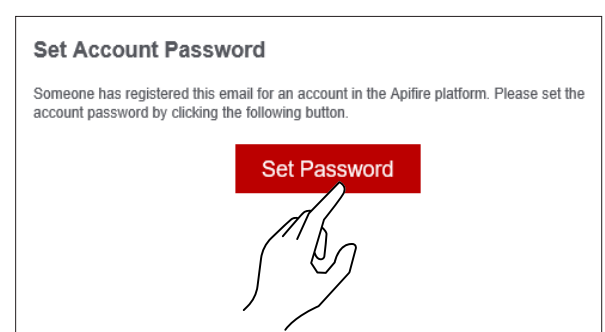 Set Account Password
Someone has registered this email for an account in the Apifire platform. Please set the
account password by clicking the following button.
Set Password